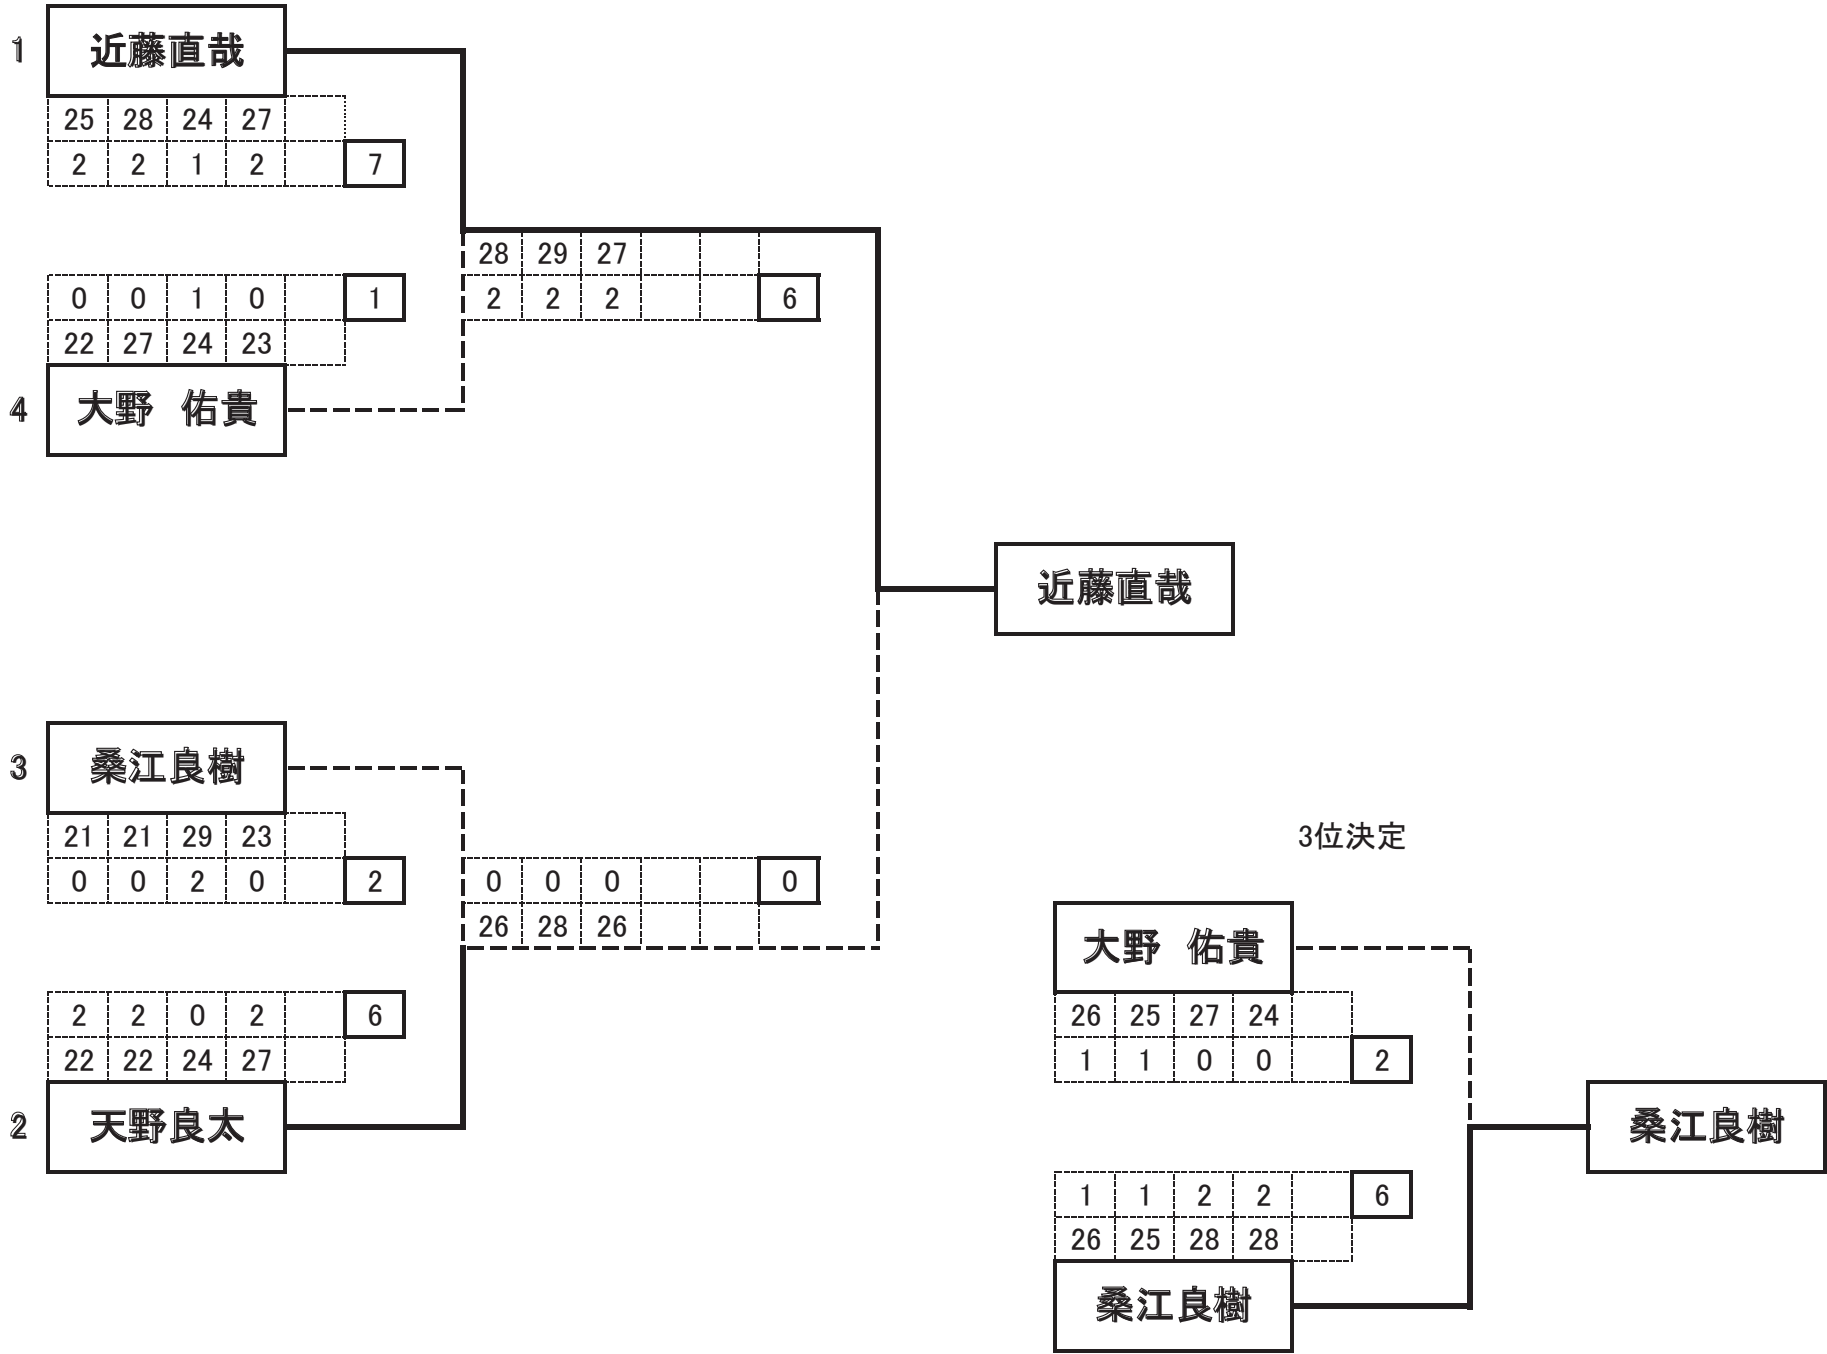 1 近藤直哉
25 28 24 27
2 2 1 2 7
28 29 27
0 0 1 0 1 2 2 2 6
22 27 24 23
4 大野 佑貴
近藤直哉
3 桑江良樹
21 21 29 23
3位決定
0 0 2 0 2 0 0 0 0
26 28 26
大野 佑貴
2 2 0 2 6 26 25 27 24
22 22 24 27 1 1 0 0 2
2 天野良太 桑江良樹
1 1 2 2 6
26 25 28 28
桑江良樹